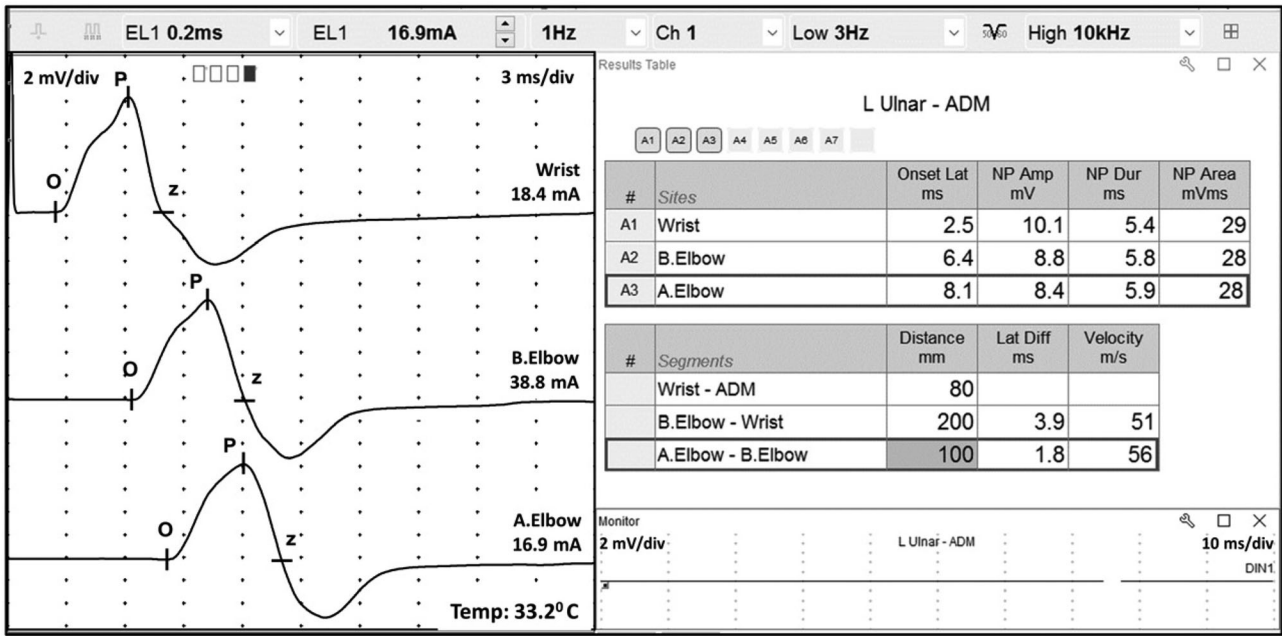 EL1 0.2ms EL1 16.9mA 1Hz Ch 1 Low 3Hz High 10kHz
2 mV/div P 3 ms/div
O z
Wrist
18.4 mA
P
O z
B.Elbow
38.8 mA
P
O z
A.Elbow
16.9 mA
Temp: 33.2⁰ C
Results Table
L Ulnar - ADM
A1 A2 A3 A4 A5 A6 A7
# Sites Onset Lat ms NP Amp mV NP Dur ms NP Area mVms
A1 Wrist 2.5 10.1 5.4 29
A2 B.Elbow 6.4 8.8 5.8 28
A3 A.Elbow 8.1 8.4 5.9 28
# Segments Distance mm Lat Diff ms Velocity m/s
Wrist - ADM 80
B.Elbow - Wrist 200 3.9 51
A.Elbow - B.Elbow 100 1.8 56
Monitor
2 mV/div L Ulnar - ADM 10 ms/div
DIN1